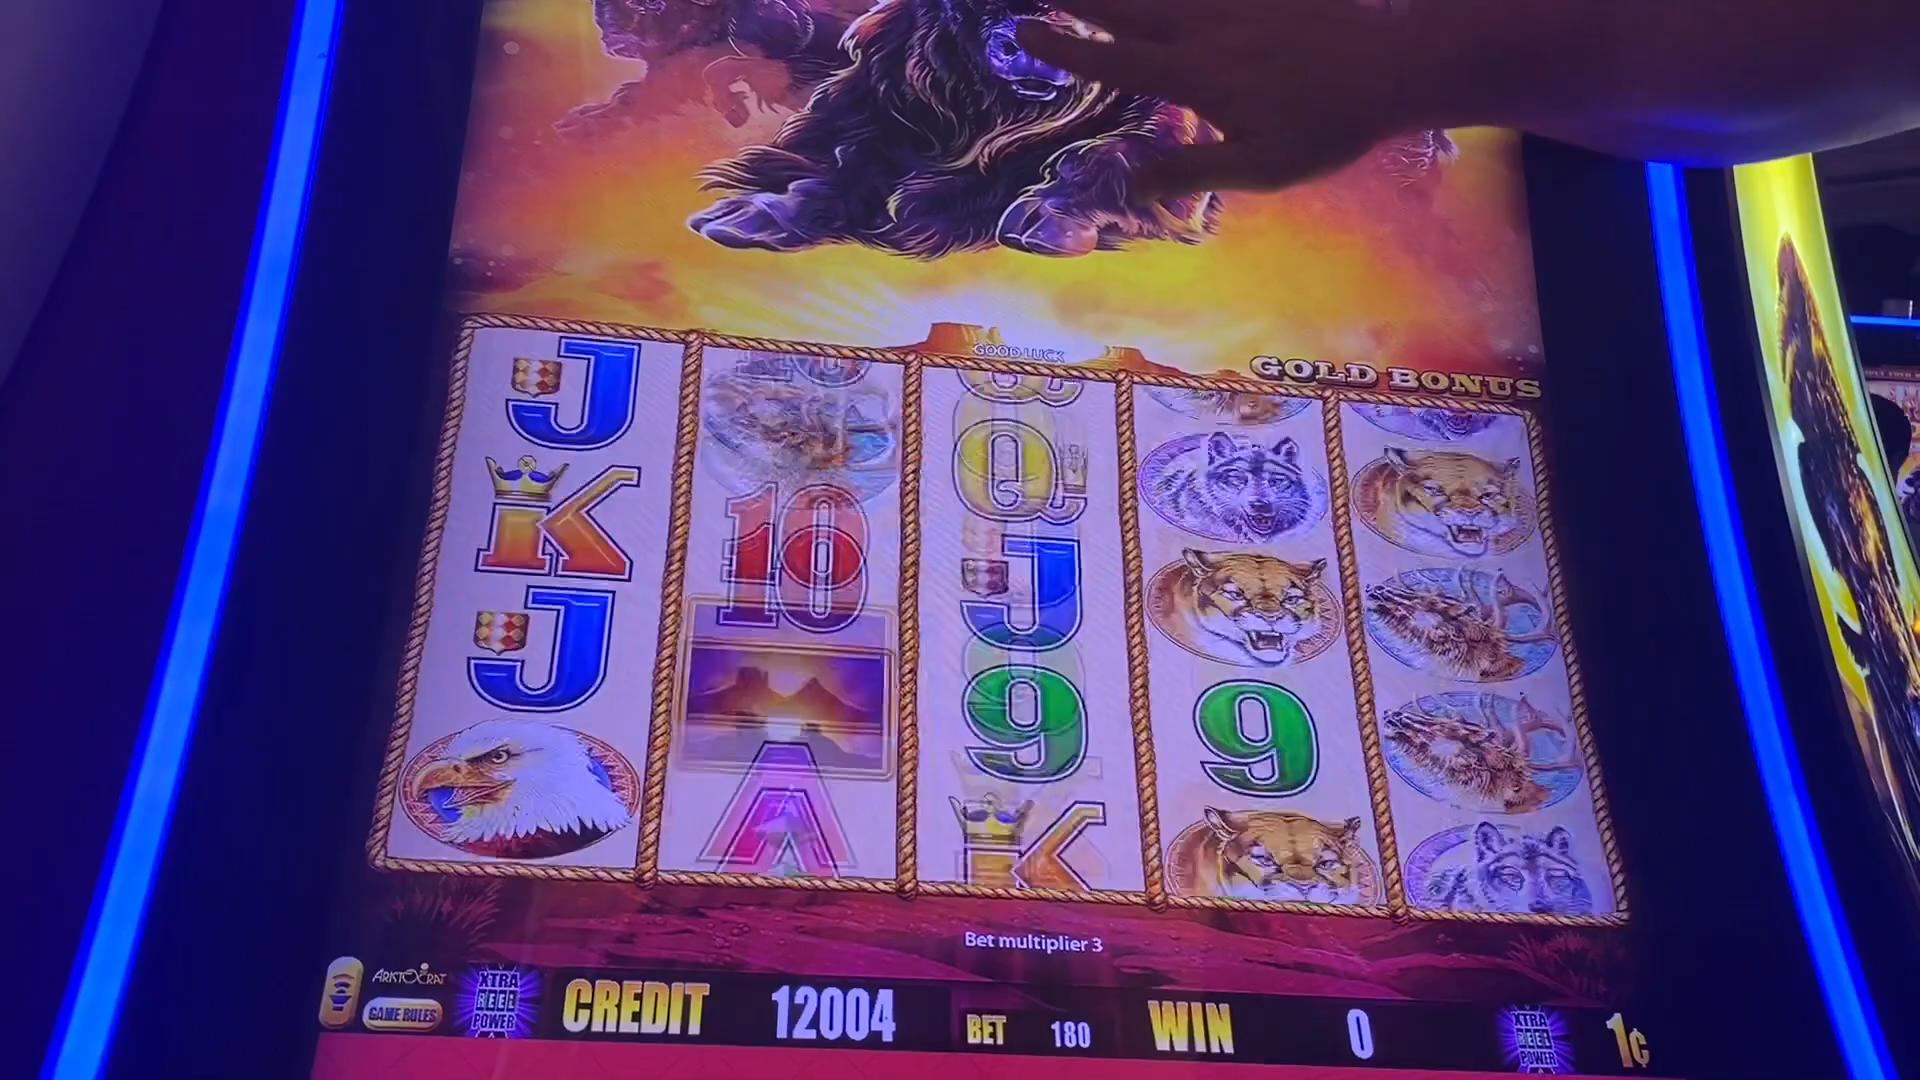 GOOD LUCK
GOLD BONUS
J
10
Q
K
10
J
J
9
9
A
K
Bet multiplier 3
ARISTOCRAT
GAME RULES
XTRA
REEL
POWER
CREDIT 12004 BET 180 WIN 0
XTRA
REEL
POWER
1¢